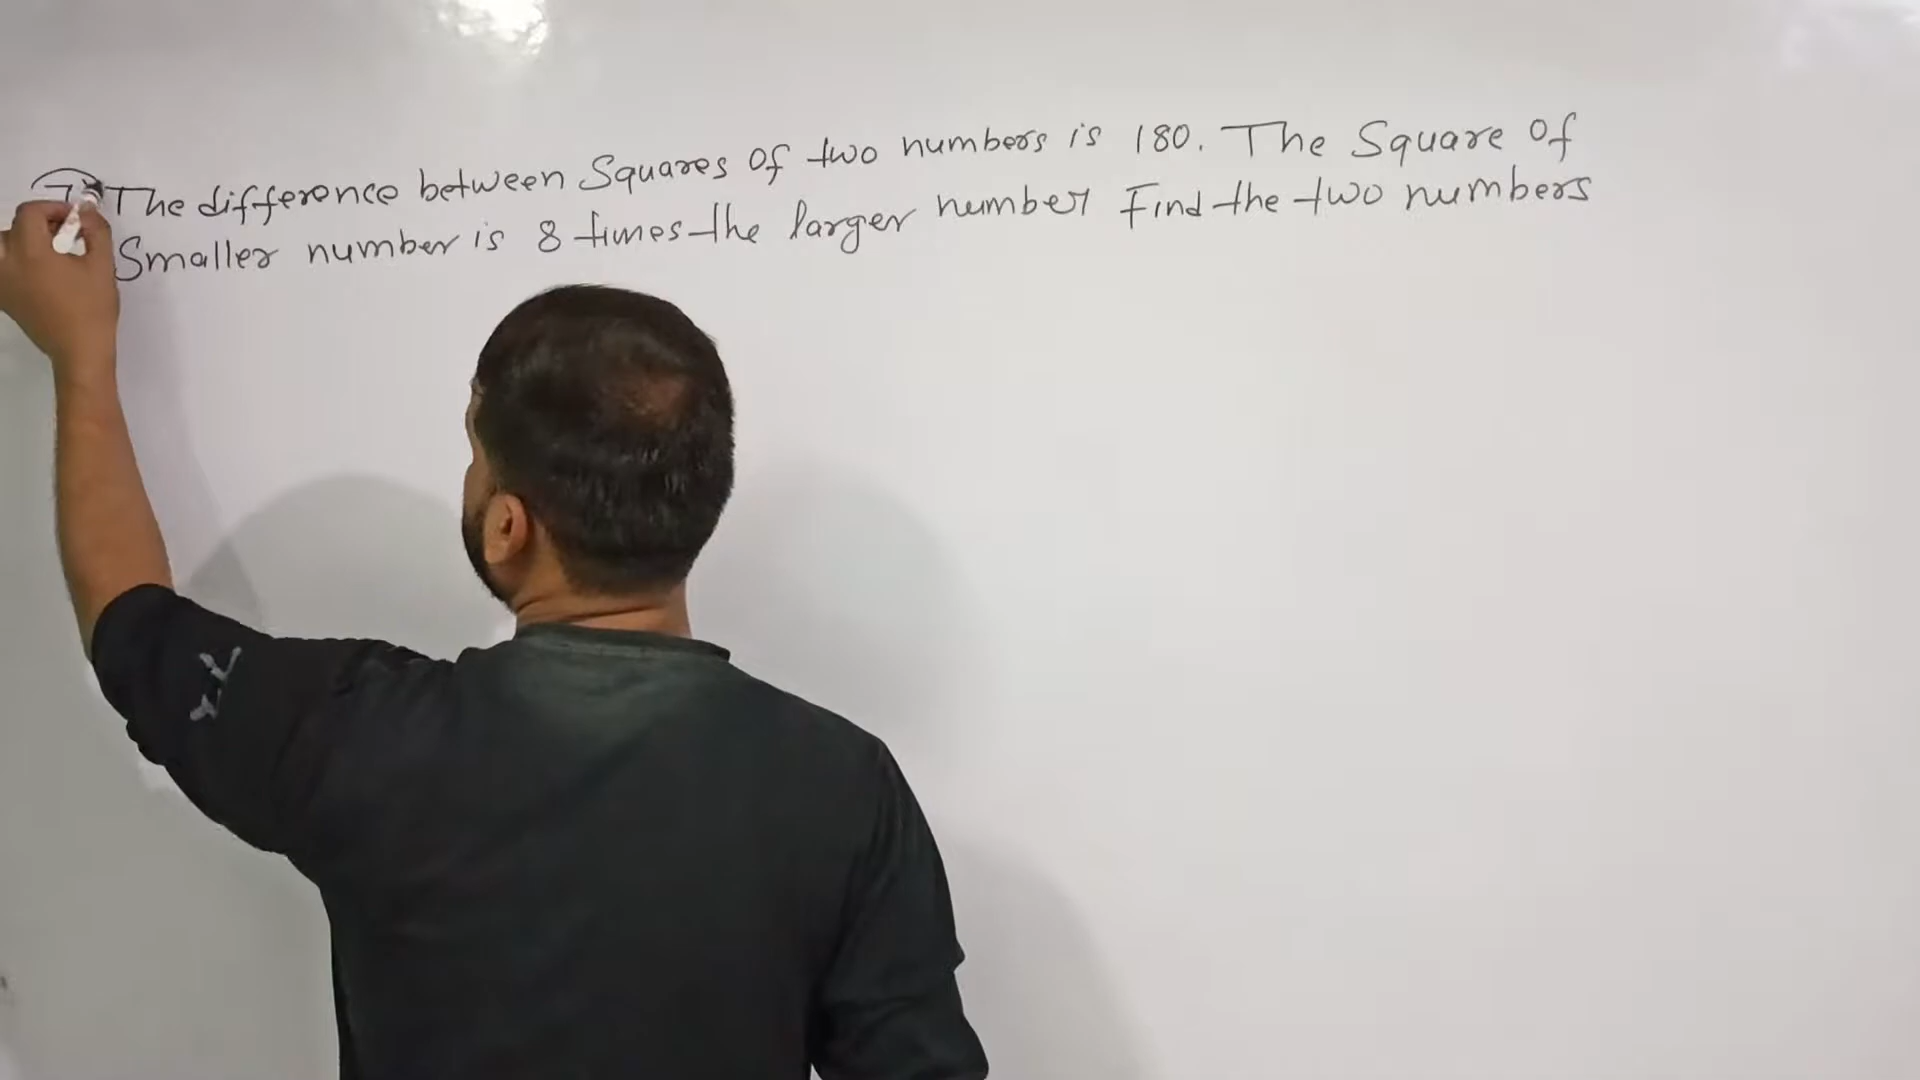 7 The difference between Squares of two numbers is 180. The Square of
Smaller number is 8 times the larger number Find the two numbers